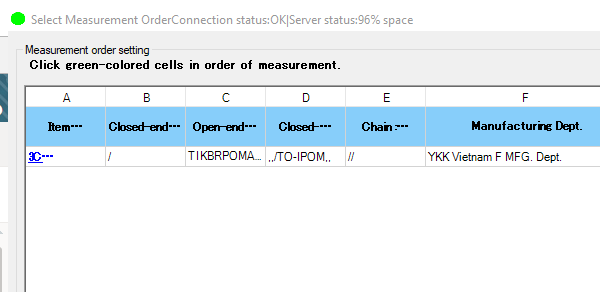 Select Measurement OrderConnection status:OK|Server status:96% space
Measurement order setting
Click green-colored cells in order of measurement.
A B C D E F
Item--- Closed-end--- Open-end--- Closed---- Chain :--- Manufacturing Dept.
3C--- / TIKBRPOMA... ,,/TO-IPOM,, // YKK Vietnam F MFG. Dept.